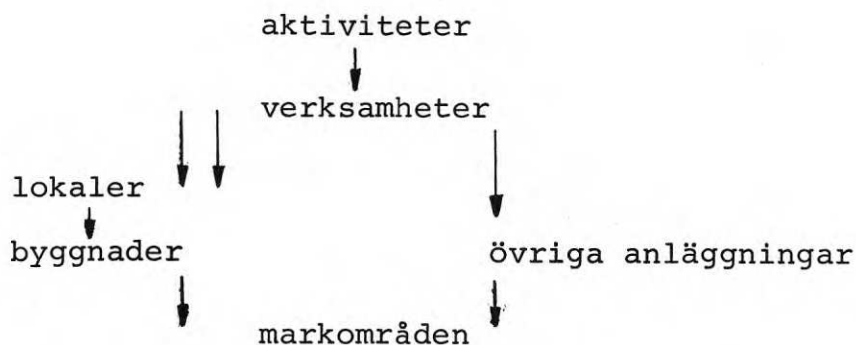 aktiviteter
verksamheter
lokaler
byggnader
övriga anläggningar
markområden